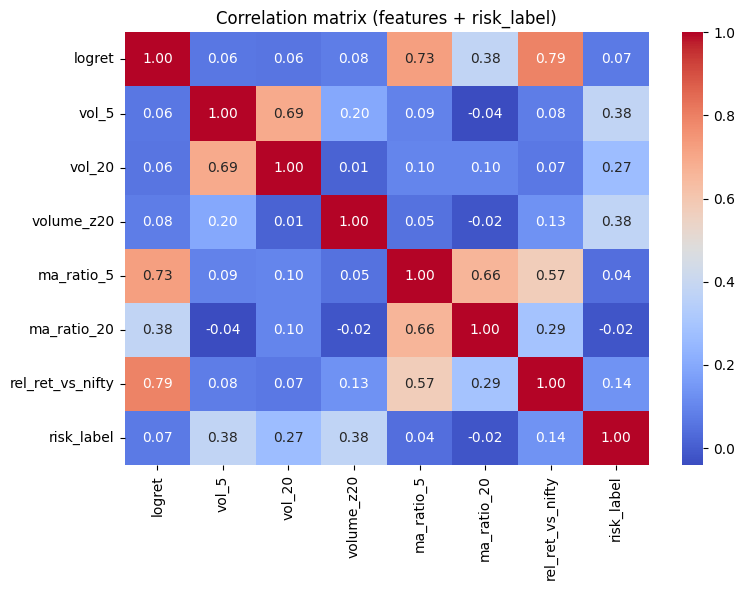 Correlation matrix (features + risk_label)
logret 1.00 0.06 0.06 0.08 0.73 0.38 0.79 0.07
vol_5 0.06 1.00 0.69 0.20 0.09 -0.04 0.08 0.38
vol_20 0.06 0.69 1.00 0.01 0.10 0.10 0.07 0.27
volume_z20 0.08 0.20 0.01 1.00 0.05 -0.02 0.13 0.38
ma_ratio_5 0.73 0.09 0.10 0.05 1.00 0.66 0.57 0.04
ma_ratio_20 0.38 -0.04 0.10 -0.02 0.66 1.00 0.29 -0.02
rel_ret_vs_nifty 0.79 0.08 0.07 0.13 0.57 0.29 1.00 0.14
risk_label 0.07 0.38 0.27 0.38 0.04 -0.02 0.14 1.00
logret
vol_5
vol_20
volume_z20
ma_ratio_5
ma_ratio_20
rel_ret_vs_nifty
risk_label
1.0
0.8
0.6
0.4
0.2
0.0